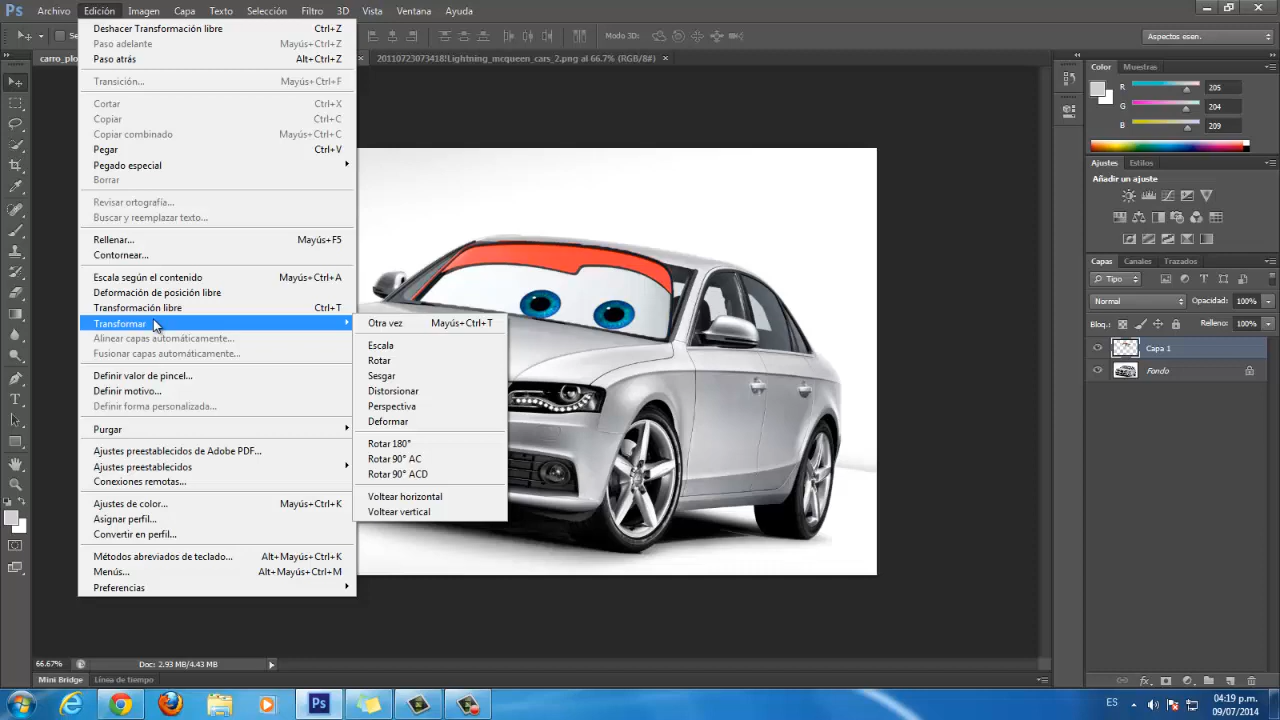 Ps Archivo Edición Imagen Capa Texto Selección Filtro 3D Vista Ventana Ayuda
Modo 3D:
Aspectos esen.
Se
carro_plo
20110723073418!Lightning_mcqueen_cars_2.png al 66.7% (RGB/8#)
Deshacer Transformación libre Ctrl+Z
Paso adelante Mayús+Ctrl+Z
Paso atrás Alt+Ctrl+Z
Transición... Mayús+Ctrl+F
Cortar Ctrl+X
Copiar Ctrl+C
Copiar combinado Mayús+Ctrl+C
Pegar Ctrl+V
Pegado especial
Borrar
Revisar ortografía...
Buscar y reemplazar texto...
Rellenar... Mayús+F5
Contornear...
Escala según el contenido Mayús+Ctrl+A
Deformación de posición libre
Transformación libre Ctrl+T
Transformar
Alinear capas automáticamente...
Fusionar capas automáticamente...
Definir valor de pincel...
Definir motivo...
Definir forma personalizada...
Purgar
Ajustes preestablecidos de Adobe PDF...
Ajustes preestablecidos
Conexiones remotas...
Ajustes de color... Mayús+Ctrl+K
Asignar perfil...
Convertir en perfil...
Métodos abreviados de teclado... Alt+Mayús+Ctrl+K
Menús... Alt+Mayús+Ctrl+M
Preferencias
Otra vez Mayús+Ctrl+T
Escala
Rotar
Sesgar
Distorsionar
Perspectiva
Deformar
Rotar 180°
Rotar 90° AC
Rotar 90° ACD
Voltear horizontal
Voltear vertical
Color Muestras
R 205
G 204
B 209
Ajustes Estilos
Añadir un ajuste
Capas Canales Trazados
Tipo
Normal Opacidad: 100%
Bloq.: Relleno: 100%
Capa 1
Fondo
66.67% Doc: 2.93 MB/4.43 MB
Mini Bridge Línea de tiempo
Ps
ES
04:19 p.m.
09/07/2014